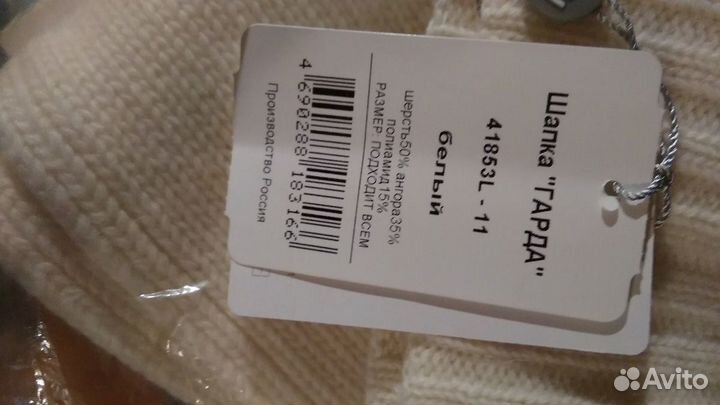 Шапка "ГАРДА"
41853L - 11
белый
шерсть50% ангора35%
полиамид15%
РАЗМЕР: ПОДХОДИТ ВСЕМ
4 690288 183166
Производство Россия
Avito